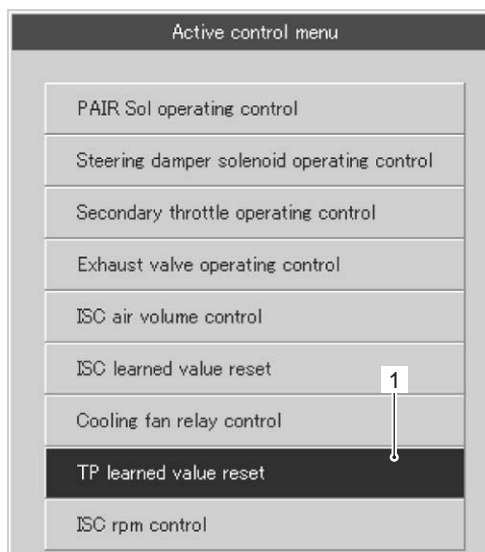 Active control menu
PAIR Sol operating control
Steering damper solenoid operating control
Secondary throttle operating control
Exhaust valve operating control
ISC air volume control
ISC learned value reset
1
Cooling fan relay control
TP learned value reset
ISC rpm control